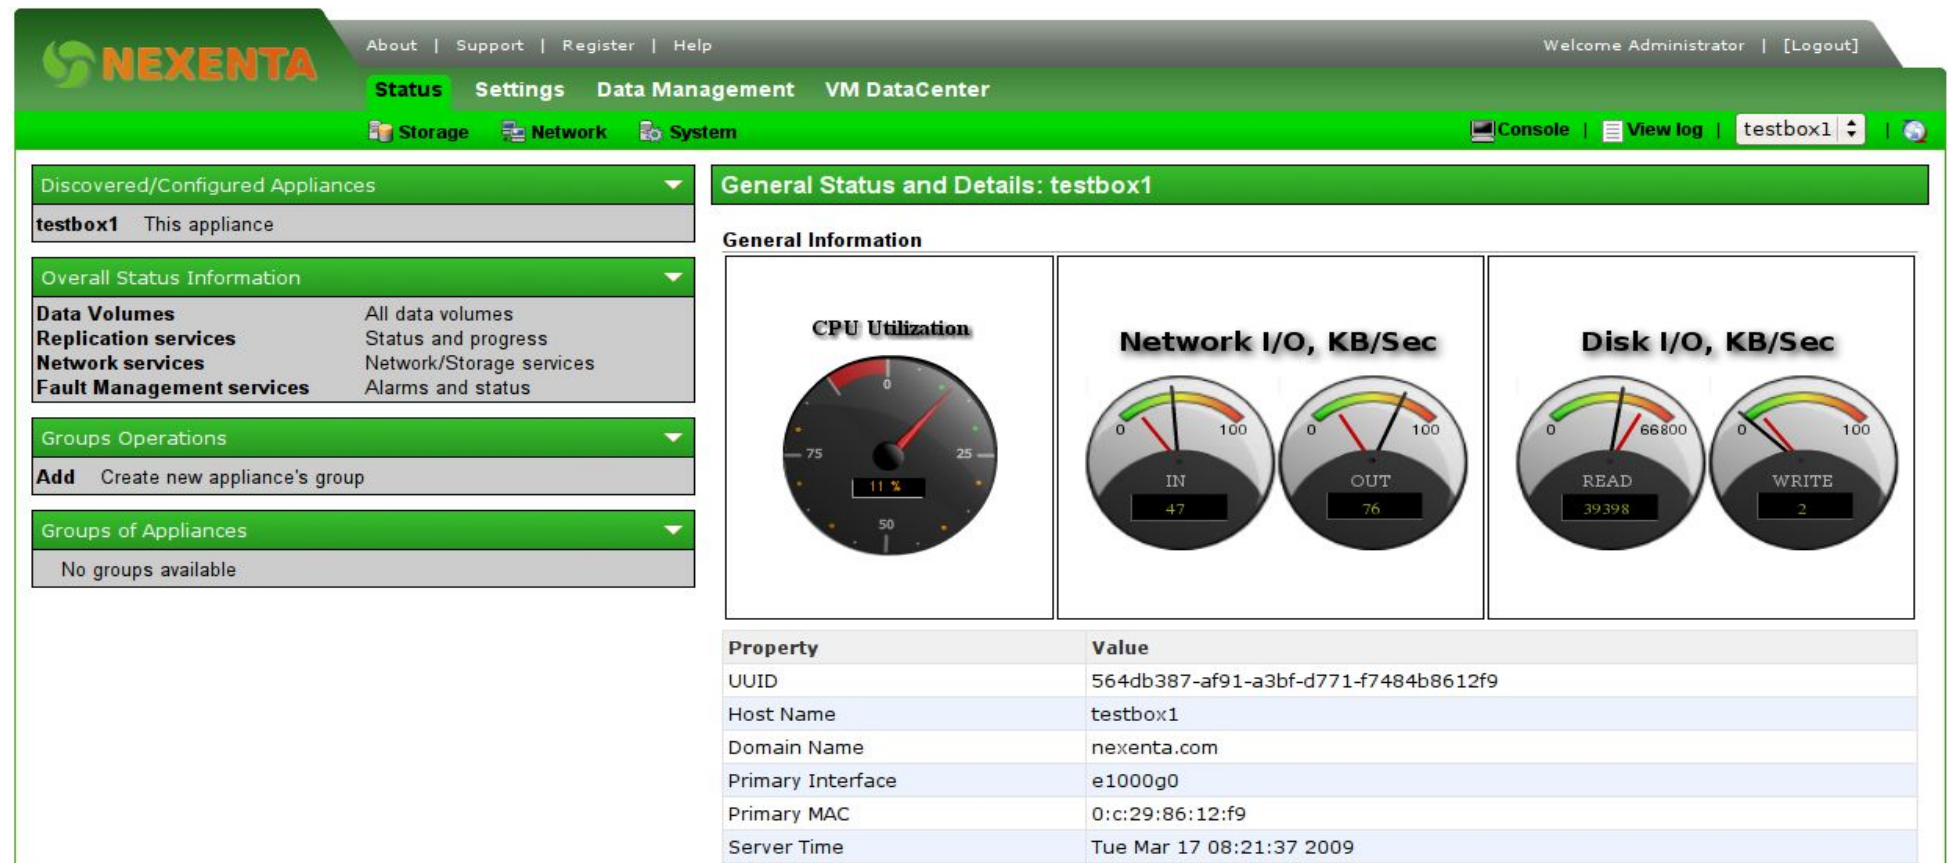 NEXENTA
About | Support | Register | Help
Welcome Administrator | [Logout]
Status Settings Data Management VM DataCenter
Storage Network System
Console | View log | testbox1 |
Discovered/Configured Appliances
testbox1 This appliance
Overall Status Information
Data Volumes All data volumes
Replication services Status and progress
Network services Network/Storage services
Fault Management services Alarms and status
Groups Operations
Add Create new appliance's group
Groups of Appliances
No groups available
General Status and Details: testbox1
General Information
CPU Utilization
0
75 25
11 %
50
Network I/O, KB/Sec
0 100 0 100
IN OUT
47 76
Disk I/O, KB/Sec
0 66800 0 100
READ WRITE
39398 2
Property Value
UUID 564db387-af91-a3bf-d771-f7484b8612f9
Host Name testbox1
Domain Name nexenta.com
Primary Interface e1000g0
Primary MAC 0:c:29:86:12:f9
Server Time Tue Mar 17 08:21:37 2009